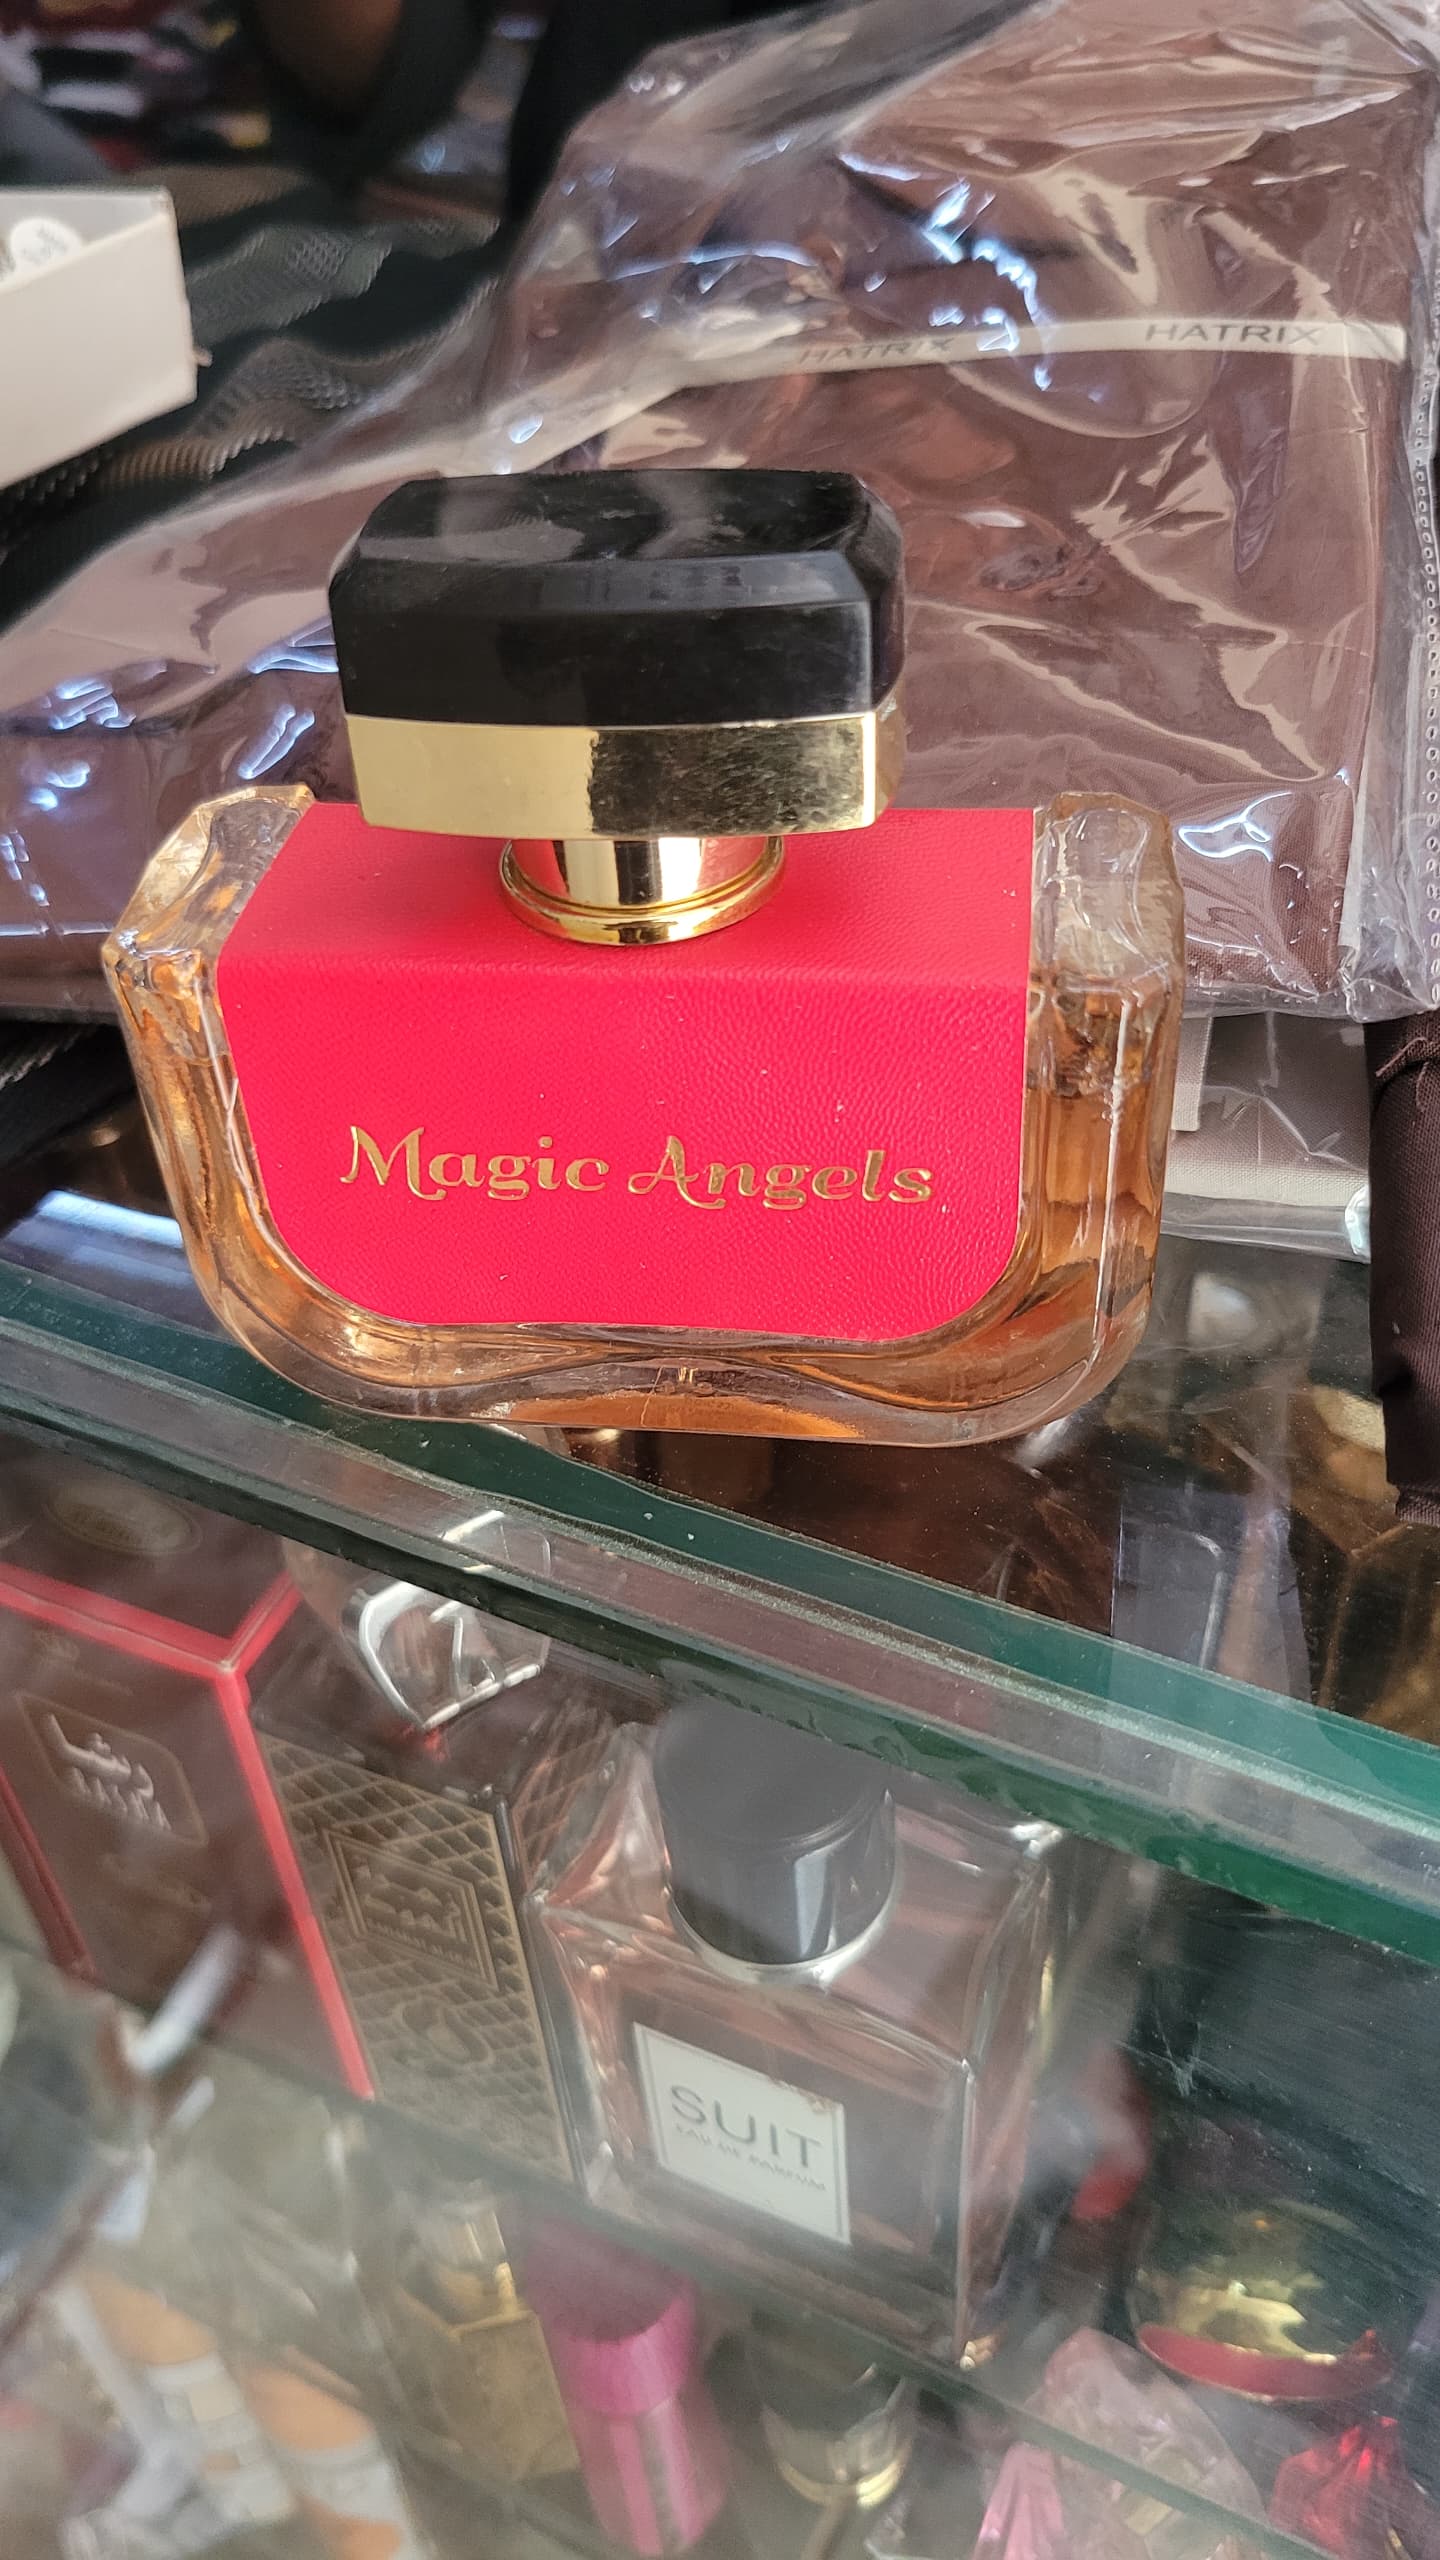 HATRIX
HATRIX
Magic Angels
SUIT
EAU DE PARFUM